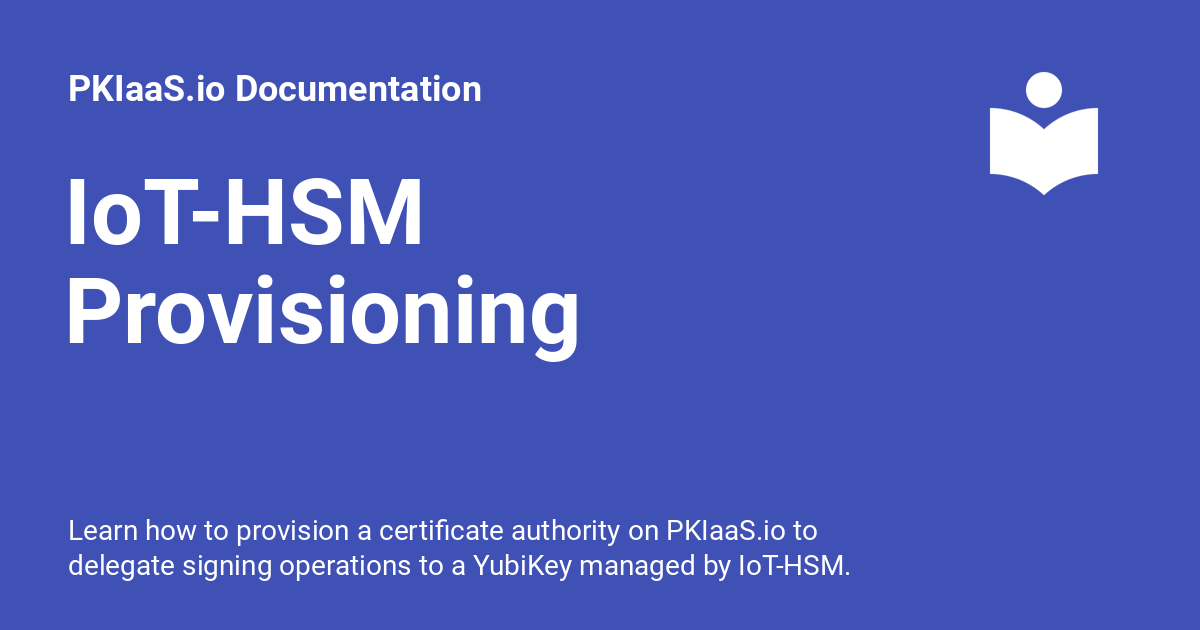 PKIaaS.io Documentation
IoT-HSM
Provisioning
Learn how to provision a certificate authority on PKIaaS.io to
delegate signing operations to a YubiKey managed by IoT-HSM.